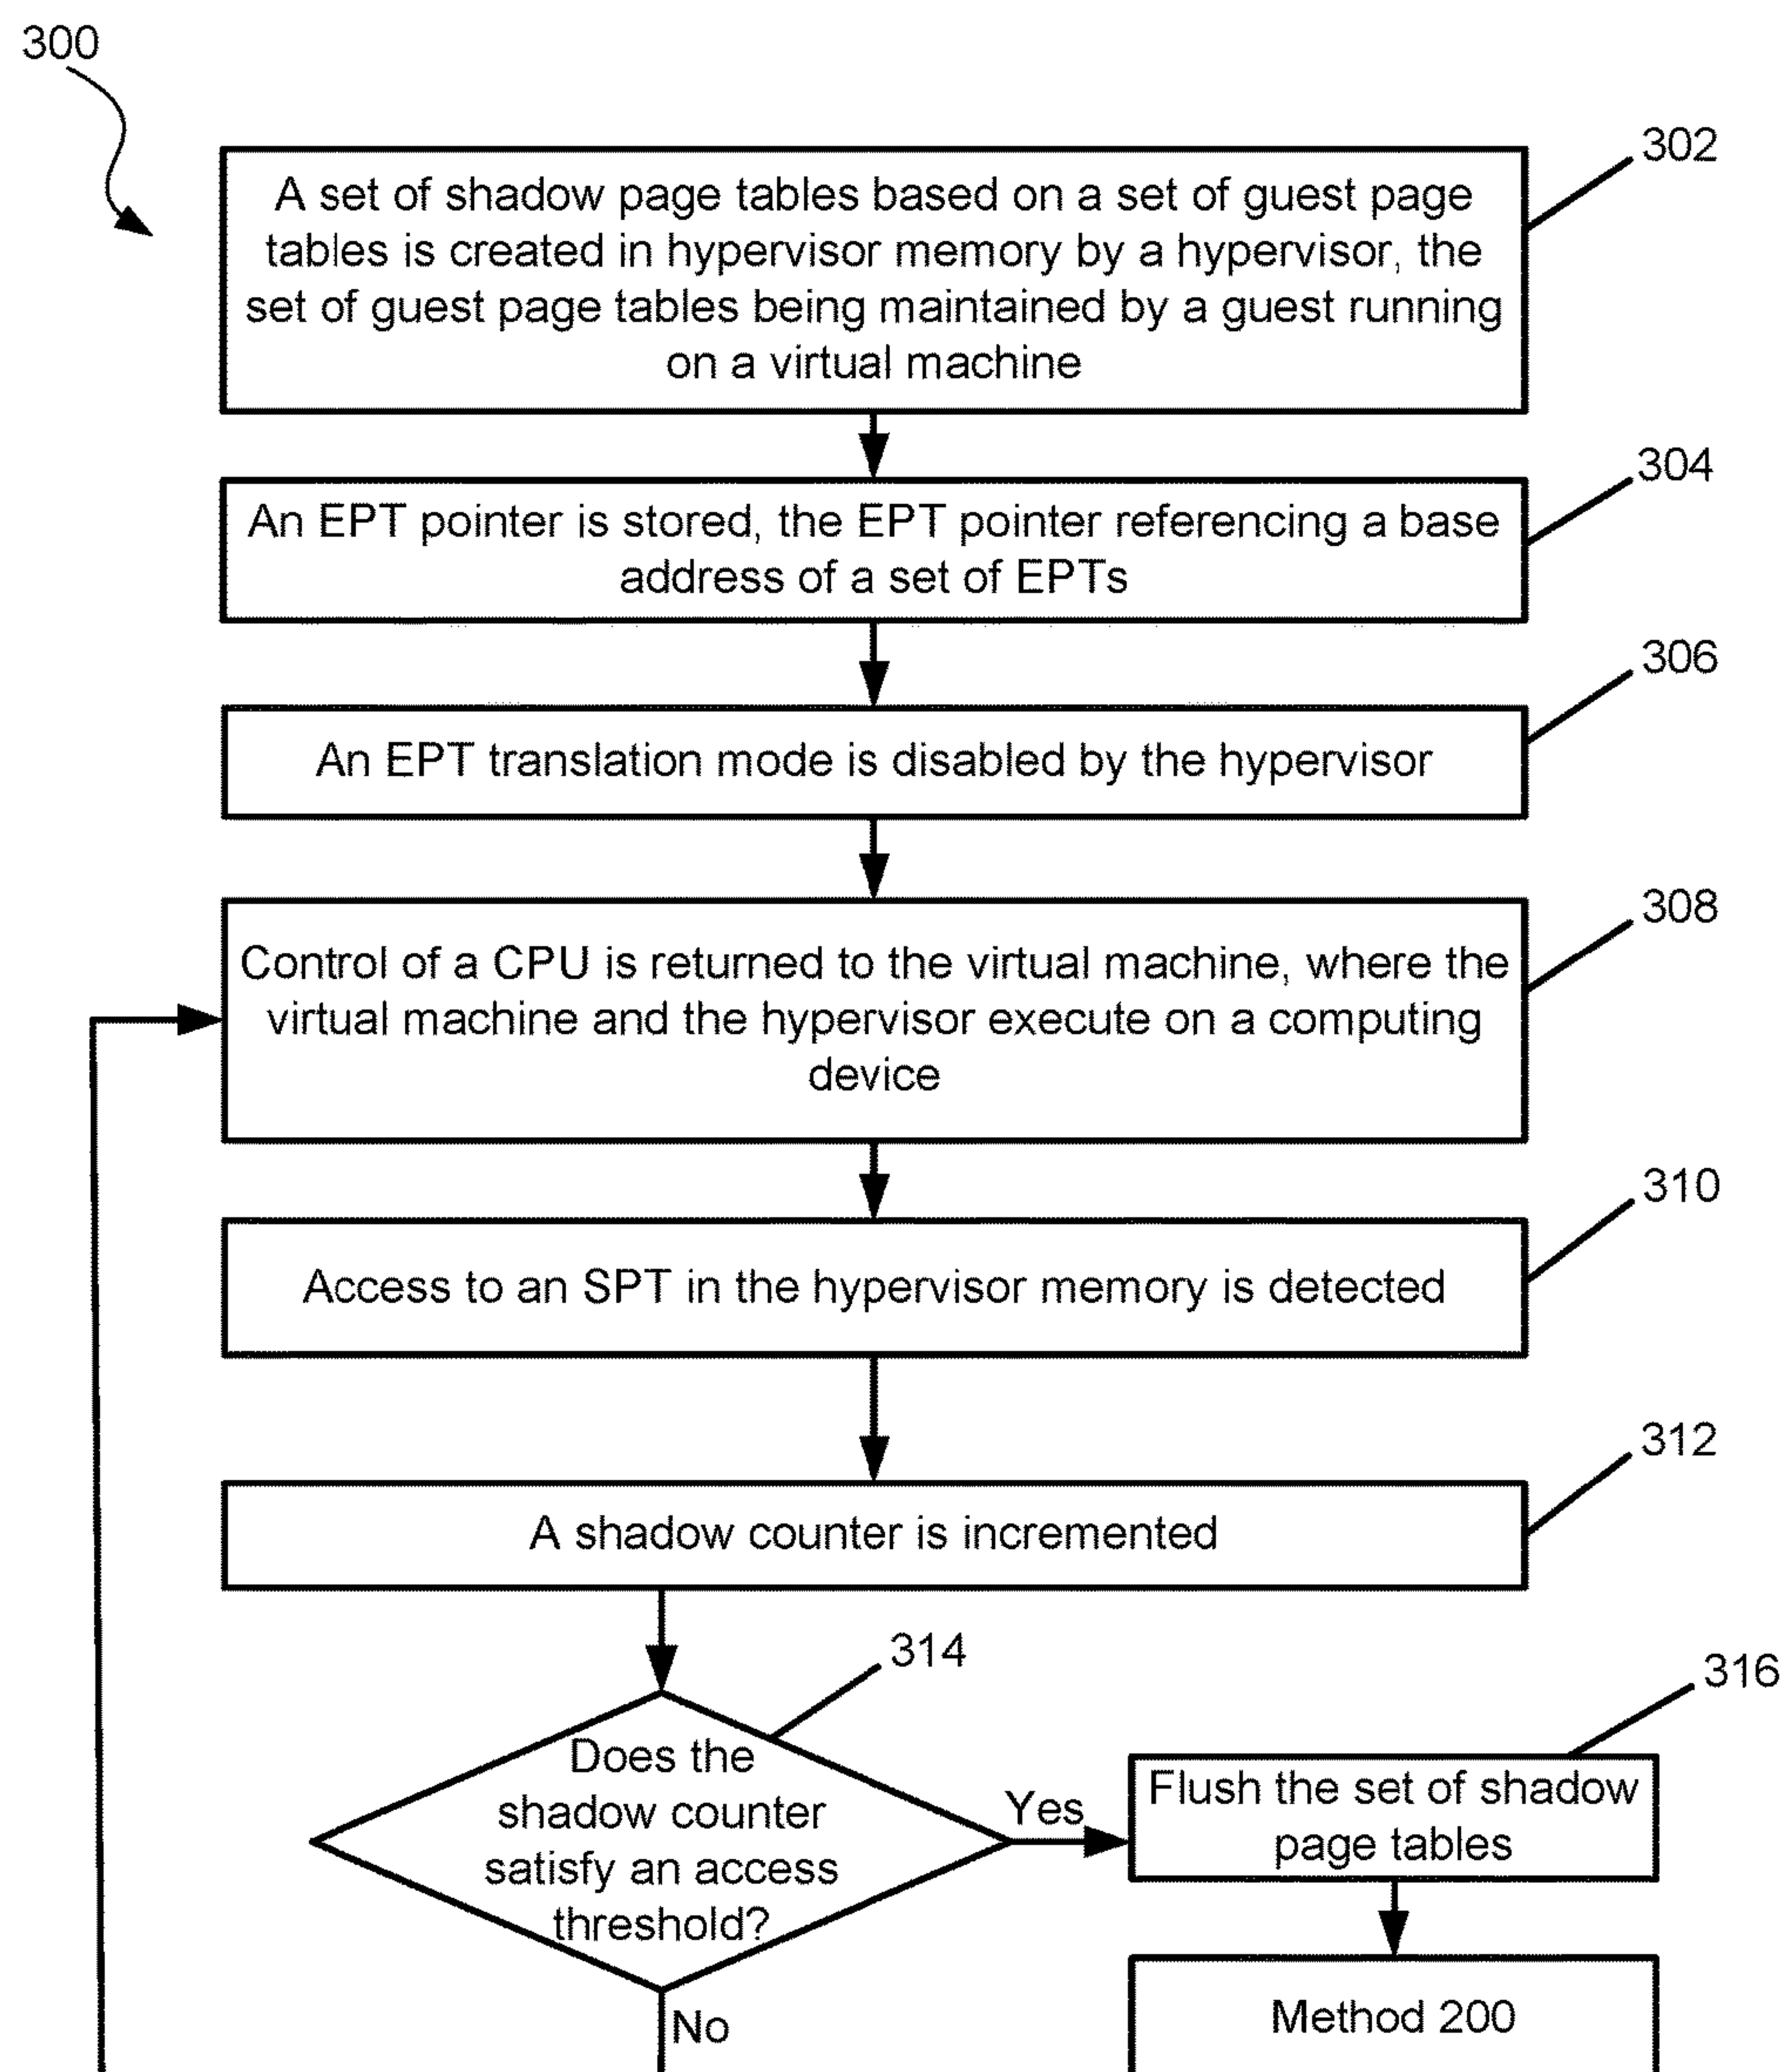 300
302
A set of shadow page tables based on a set of guest page
tables is created in hypervisor memory by a hypervisor, the
set of guest page tables being maintained by a guest running
on a virtual machine
304
An EPT pointer is stored, the EPT pointer referencing a base
address of a set of EPTs
306
An EPT translation mode is disabled by the hypervisor
308
Control of a CPU is returned to the virtual machine, where the
virtual machine and the hypervisor execute on a computing
device
310
Access to an SPT in the hypervisor memory is detected
312
A shadow counter is incremented
314
Does the
shadow counter
satisfy an access
threshold?
Yes
316
Flush the set of shadow
page tables
No
Method 200